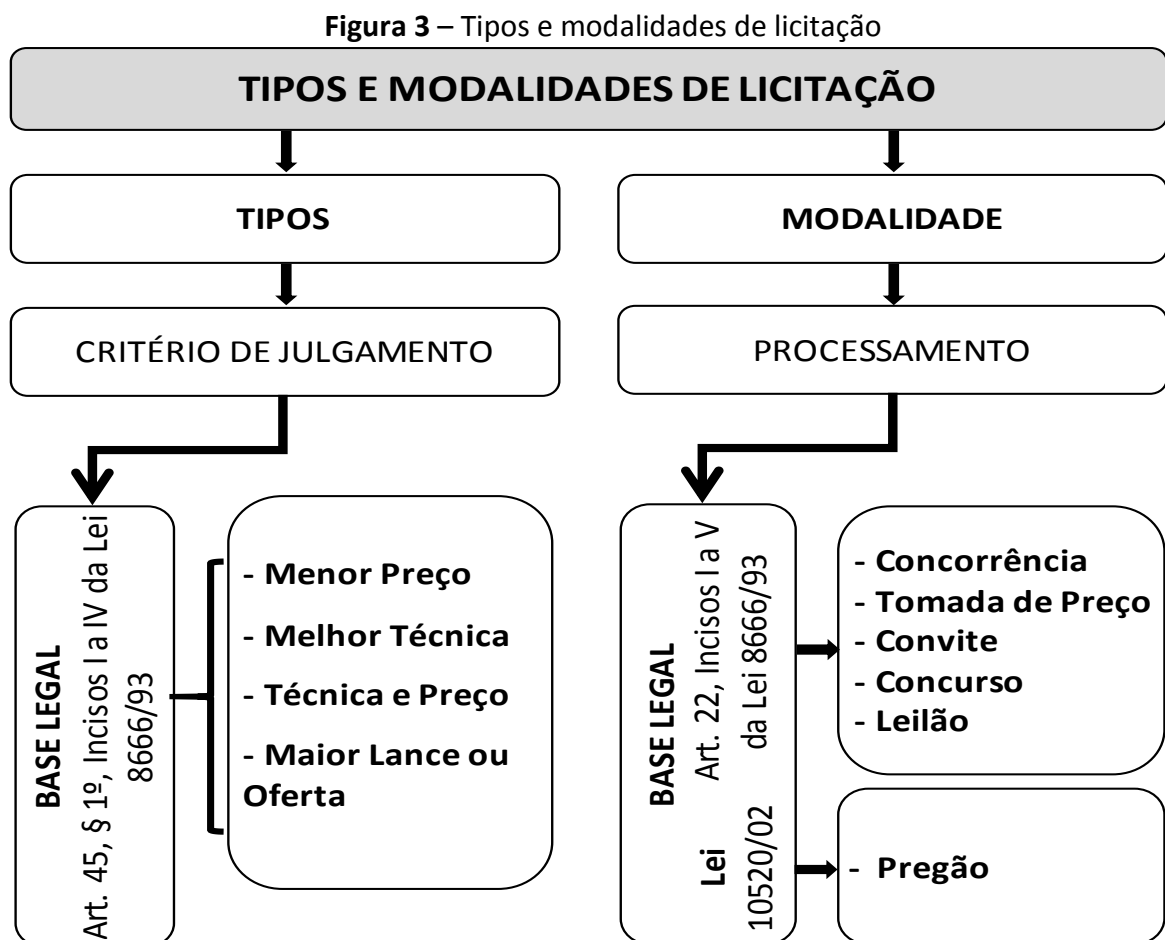 Figura 3 – Tipos e modalidades de licitação
TIPOS E MODALIDADES DE LICITAÇÃO
TIPOS
CRITÉRIO DE JULGAMENTO
BASE LEGAL
Art. 45, § 1º, Incisos I a IV da Lei
8666/93
- Menor Preço
- Melhor Técnica
- Técnica e Preço
- Maior Lance ou
Oferta
MODALIDADE
PROCESSAMENTO
BASE LEGAL
Art. 22, Incisos I a V
da Lei 8666/93
- Concorrência
- Tomada de Preço
- Convite
- Concurso
- Leilão
Lei
10520/02
- Pregão